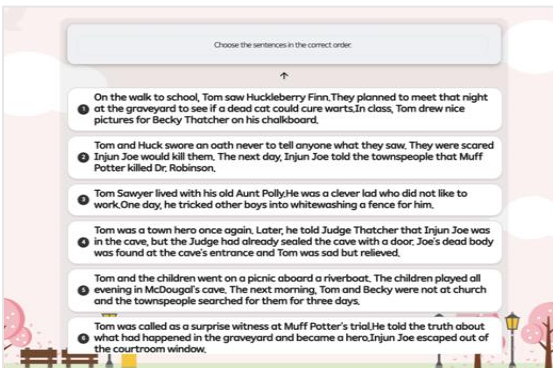 Choose the sentences in the correct order.
On the walk to school, Tom saw Huckleberry Finn.They planned to meet that night
1 at the graveyard to see if a dead cat could cure warts.In class, Tom drew nice
pictures for Becky Thatcher on his chalkboard.
Tom and Huck swore an oath never to tell anyone what they saw. They were scared
2 Injun Joe would kill them. The next day, Injun Joe told the townspeople that Muff
Potter killed Dr. Robinson.
3 Tom Sawyer lived with his old Aunt Polly.He was a clever lad who did not like to
work.One day, he tricked other boys into whitewashing a fence for him.
Tom was a town hero once again. Later, he told Judge Thatcher that Injun Joe was
4 in the cave, but the Judge had already sealed the cave with a door. Joe's dead body
was found at the cave's entrance and Tom was sad but relieved.
Tom and the children went on a picnic aboard a riverboat. The children played all
5 evening in McDougal's cave. The next morning, Tom and Becky were not at church
and the townspeople searched for them for three days.
Tom was called as a surprise witness at Muff Potter's trial.He told the truth about
6 what had happened in the graveyard and became a hero.Injun Joe escaped out of
the courtroom window.